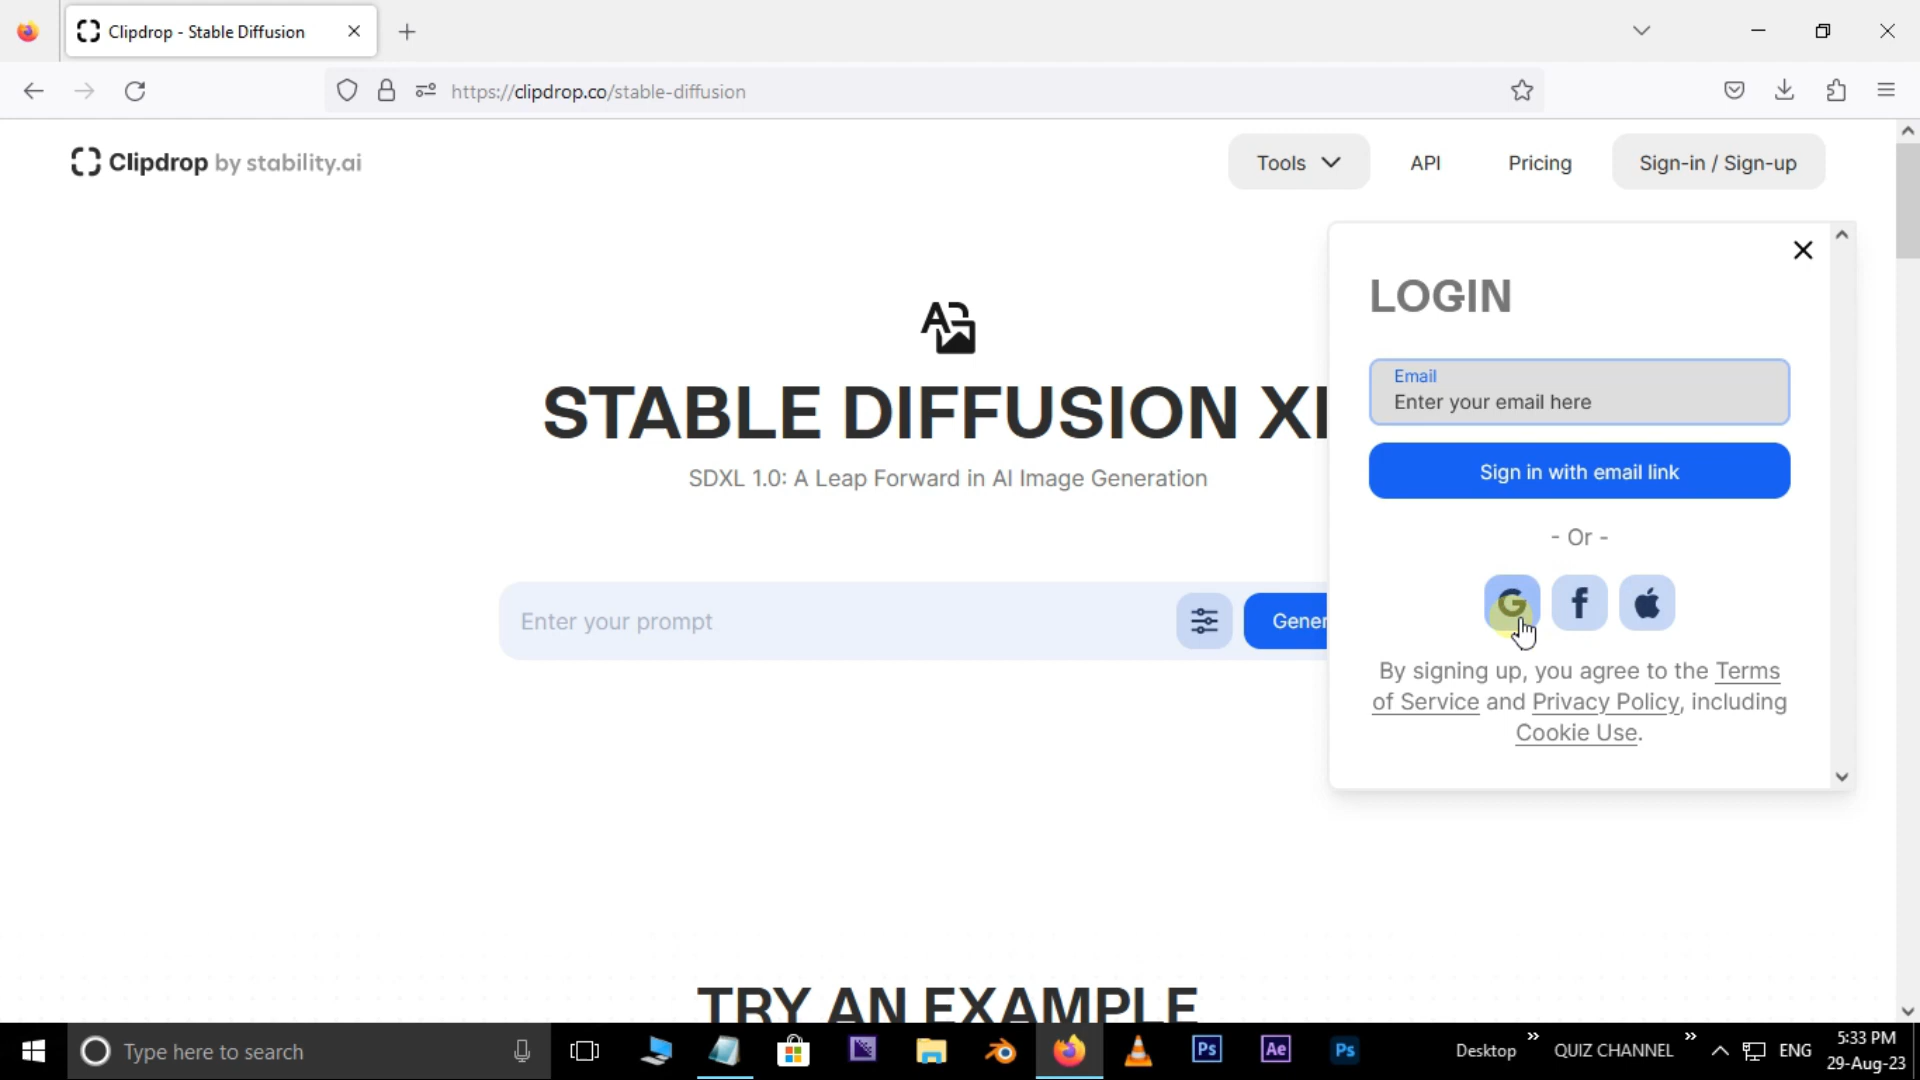 Clipdrop - Stable Diffusion
https://clipdrop.co/stable-diffusion
Clipdrop by stability.ai
Tools
API
Pricing
Sign-in / Sign-up
LOGIN
Email
Enter your email here
Sign in with email link
- Or -
G f
By signing up, you agree to the Terms
of Service and Privacy Policy, including
Cookie Use.
A
STABLE DIFFUSION
SDXL 1.0: A Leap Forward in AI Image Generation
Enter your prompt
Gener
TRY AN EXAMPLE
Type here to search
Ps
Ae
Ps
Desktop
QUIZ CHANNEL
ENG
5:33 PM
29-Aug-23